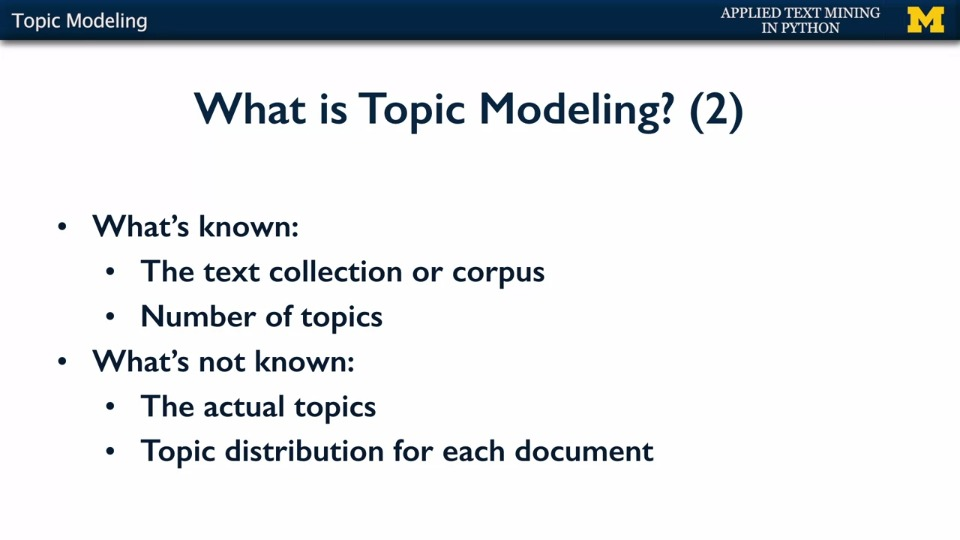 Topic Modeling
APPLIED TEXT MINING
IN PYTHON
M
What is Topic Modeling? (2)
• What's known:
• The text collection or corpus
• Number of topics
• What's not known:
• The actual topics
• Topic distribution for each document